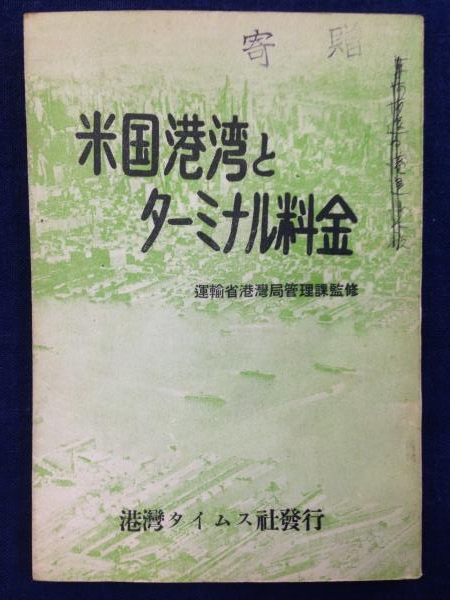 寄贈
米国港湾と
ターミナル料金
運輸省港灣局管理課監修
港灣タイムス社發行